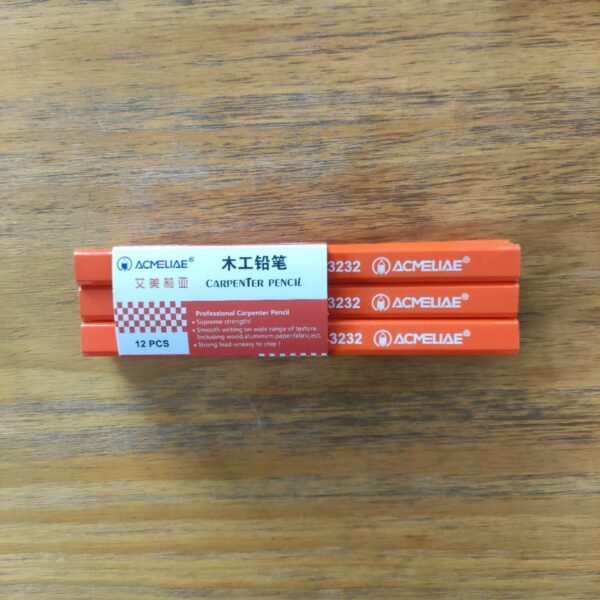 ACMELIAE®
艾美利亚
木工铅笔
CARPENTER PENCIL
Professional Carpenter Pencil
• Supreme strength!
• Smooth writing on wide range of texture
Including wood,aluminum,paper,fabric,ect.
• Strong lead-uneasy to chip !
12 PCS
-3232 ACMELIAE®
-3232 ACMELIAE®
-3232 ACMELIAE®